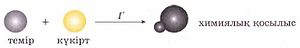 + t° химиялық қосылыс
темір күкірт